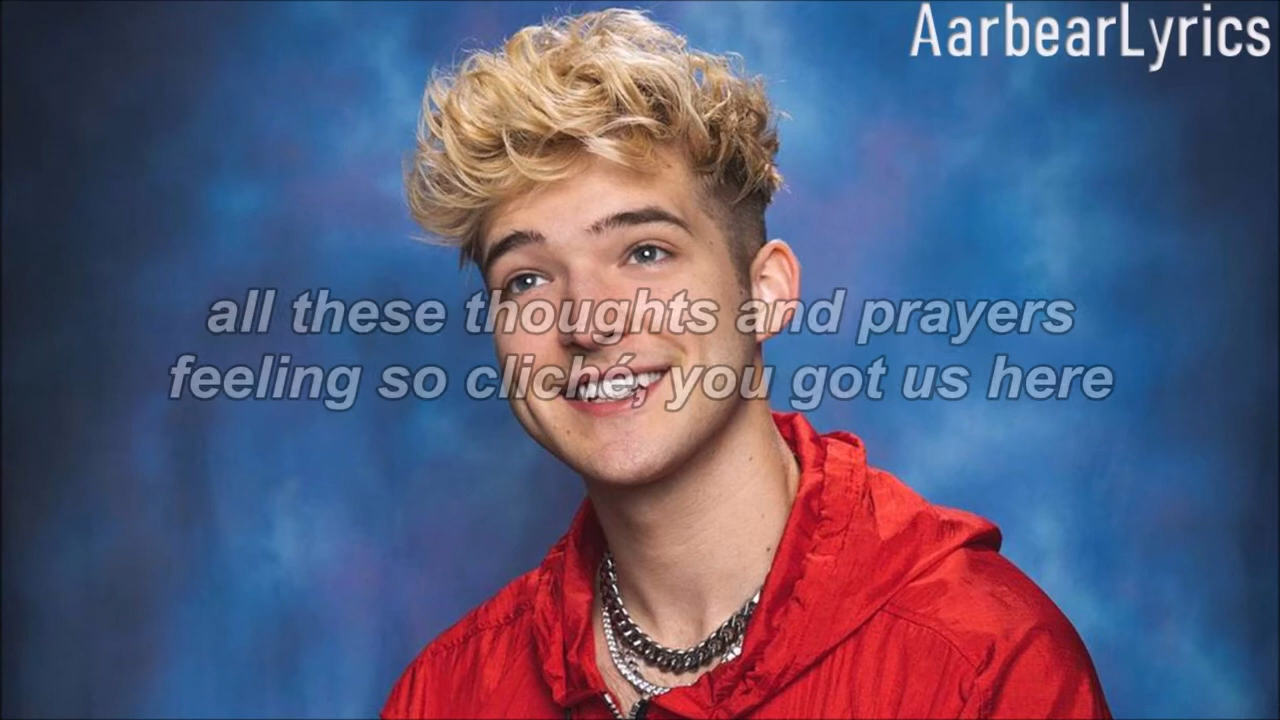 AarbearLyrics
all these thoughts and prayers
feeling so cliché, you got us here